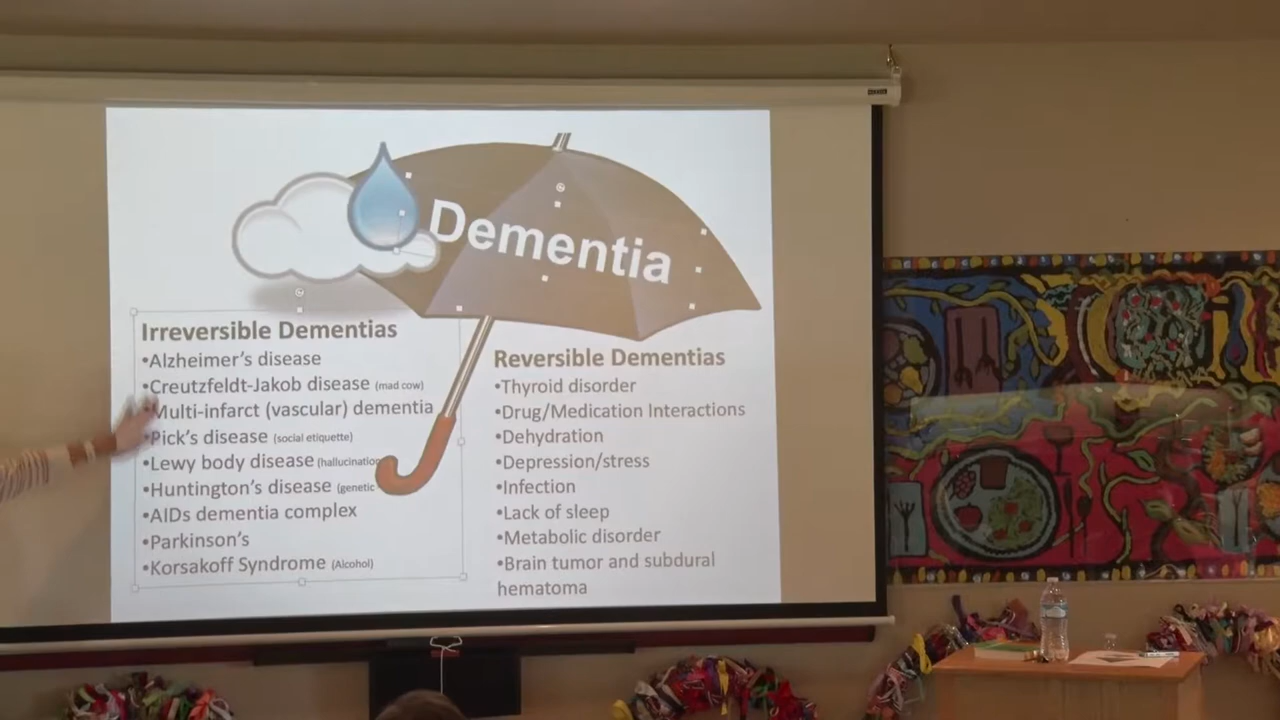 Dementia
Irreversible Dementias
•Alzheimer's disease
•Creutzfeldt-Jakob disease (mad cow)
•Multi-infarct (vascular) dementia
•Pick's disease (social etiquette)
•Lewy body disease (hallucination
•Huntington's disease (genetic
•AIDs dementia complex
•Parkinson's
•Korsakoff Syndrome (Alcohol)
Reversible Dementias
•Thyroid disorder
•Drug/Medication Interactions
•Dehydration
•Depression/stress
•Infection
•Lack of sleep
•Metabolic disorder
•Brain tumor and subdural
hematoma